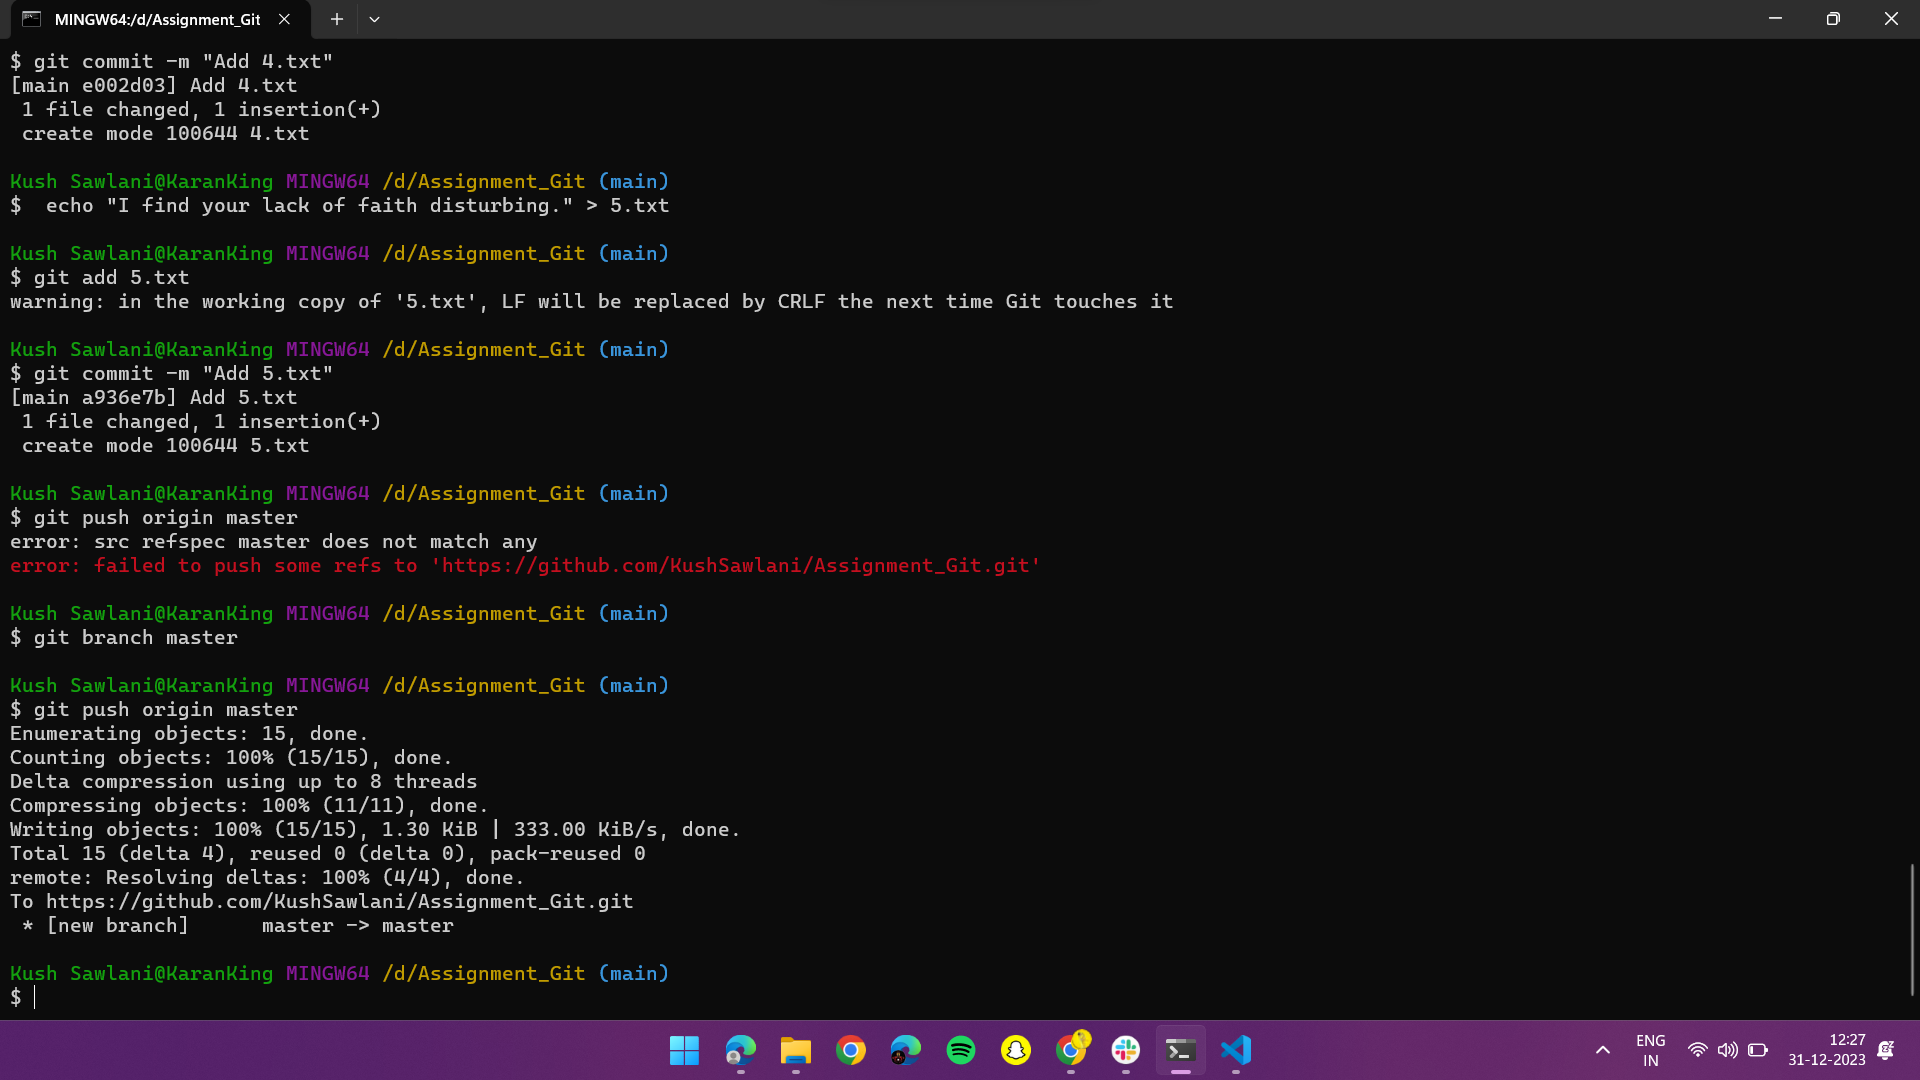 MINGW64:/d/Assignment_Git
$ git commit -m "Add 4.txt"
[main e002d03] Add 4.txt
 1 file changed, 1 insertion(+)
 create mode 100644 4.txt
Kush Sawlani@KaranKing MINGW64 /d/Assignment_Git (main)
$  echo "I find your lack of faith disturbing." > 5.txt
Kush Sawlani@KaranKing MINGW64 /d/Assignment_Git (main)
$ git add 5.txt
warning: in the working copy of '5.txt', LF will be replaced by CRLF the next time Git touches it
Kush Sawlani@KaranKing MINGW64 /d/Assignment_Git (main)
$ git commit -m "Add 5.txt"
[main a936e7b] Add 5.txt
 1 file changed, 1 insertion(+)
 create mode 100644 5.txt
Kush Sawlani@KaranKing MINGW64 /d/Assignment_Git (main)
$ git push origin master
error: src refspec master does not match any
error: failed to push some refs to 'https://github.com/KushSawlani/Assignment_Git.git'
Kush Sawlani@KaranKing MINGW64 /d/Assignment_Git (main)
$ git branch master
Kush Sawlani@KaranKing MINGW64 /d/Assignment_Git (main)
$ git push origin master
Enumerating objects: 15, done.
Counting objects: 100% (15/15), done.
Delta compression using up to 8 threads
Compressing objects: 100% (11/11), done.
Writing objects: 100% (15/15), 1.30 KiB | 333.00 KiB/s, done.
Total 15 (delta 4), reused 0 (delta 0), pack-reused 0
remote: Resolving deltas: 100% (4/4), done.
To https://github.com/KushSawlani/Assignment_Git.git
 * [new branch]      master -> master
Kush Sawlani@KaranKing MINGW64 /d/Assignment_Git (main)
$
ENG
IN
12:27
31-12-2023